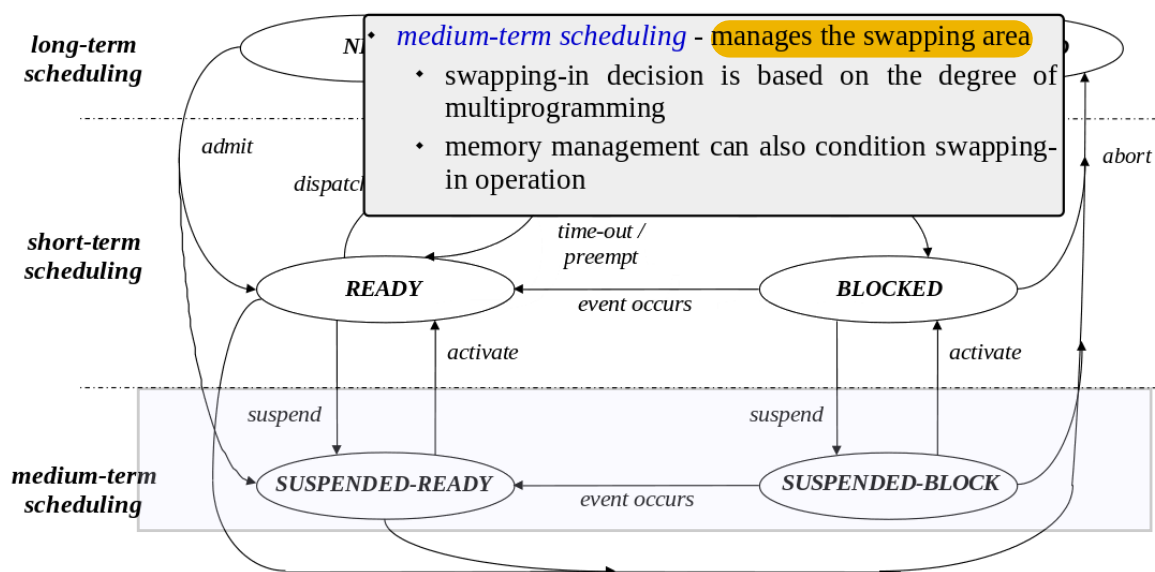 long-term
scheduling
medium-term scheduling - manages the swapping area
swapping-in decision is based on the degree of
multiprogramming
memory management can also condition swapping-
in operation
admit
dispatch
abort
short-term
scheduling
time-out /
preempt
READY
BLOCKED
event occurs
activate
activate
suspend
suspend
medium-term
scheduling
SUSPENDED-READY
SUSPENDED-BLOCK
event occurs